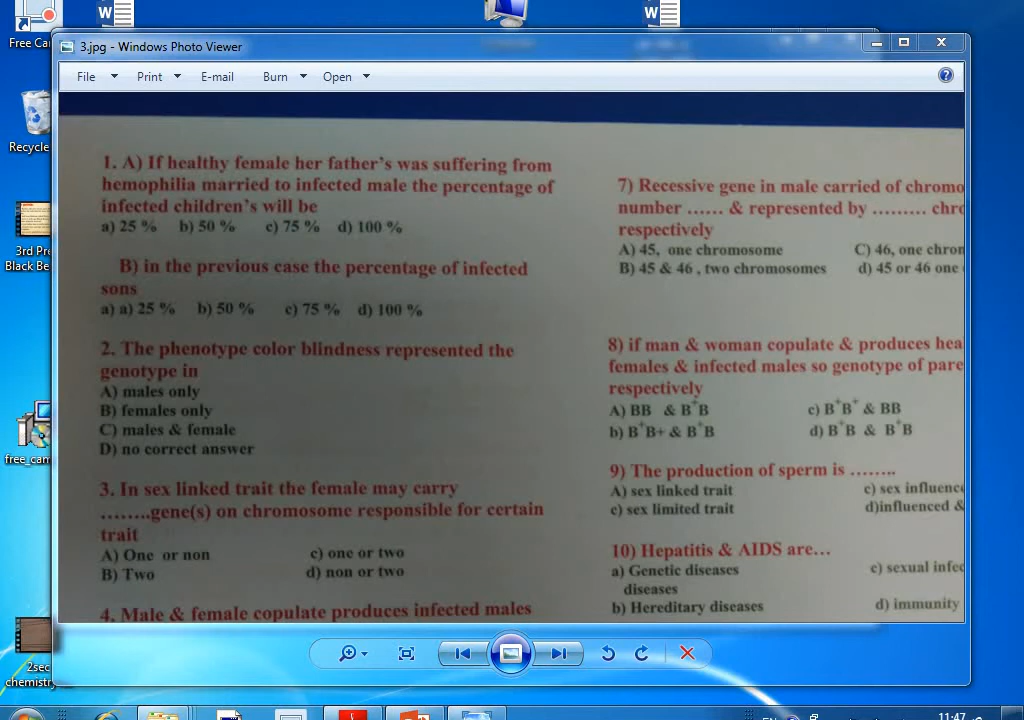 Free Ca
3.jpg - Windows Photo Viewer
File Print E-mail Burn Open
Recycle
3rd Pre
Black Be
free_cam
2sec
chemistry
1. A) If healthy female her father's was suffering from
hemophilia married to infected male the percentage of
infected children's will be
a) 25 % b) 50 % c) 75 % d) 100 %
B) in the previous case the percentage of infected
sons
a) a) 25 % b) 50 % c) 75 % d) 100 %
2. The phenotype color blindness represented the
genotype in
A) males only
B) females only
C) males & female
D) no correct answer
3. In sex linked trait the female may carry
........gene(s) on chromosome responsible for certain
trait
A) One or non c) one or two
B) Two d) non or two
4. Male & female copulate produces infected males
7) Recessive gene in male carried of chromo
number ...... & represented by ......... chro
respectively
A) 45, one chromosome C) 46, one chron
B) 45 & 46 , two chromosomes d) 45 or 46 one
8) if man & woman copulate & produces hea
females & infected males so genotype of pare
respectively
A) BB & B+B c) B+B+ & BB
b) B+B+ & B+B d) B+B & B+B
9) The production of sperm is ........
A) sex linked trait c) sex influence
c) sex limited trait d)influenced &
10) Hepatitis & AIDS are...
a) Genetic diseases c) sexual infec
diseases
b) Hereditary diseases d) immunity
EN 11:47